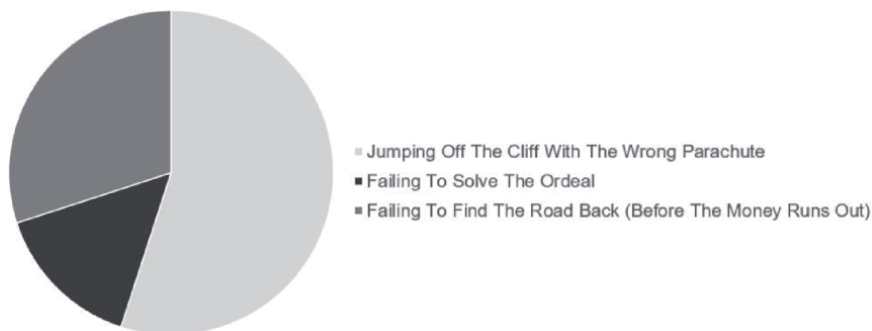 Jumping Off The Cliff With The Wrong Parachute
Failing To Solve The Ordeal
Failing To Find The Road Back (Before The Money Runs Out)